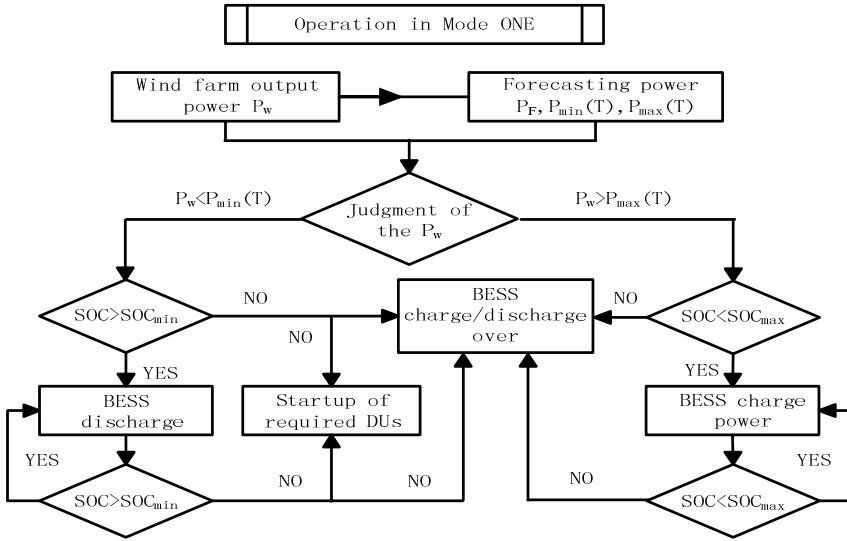 Operation in Mode ONE
Wind farm output
power Pw
Forecasting power
PF, Pmin(T), Pmax(T)
Pw<Pmin(T)
Judgment of
the Pw
Pw>Pmax(T)
SOC>SOCmin
NO
NO
BESS
charge/discharge
over
NO
SOC<SOCmax
YES
BESS
discharge
Startup of
required DUs
YES
BESS charge
power
YES
SOC>SOCmin
NO
NO
NO
SOC<SOCmax
YES